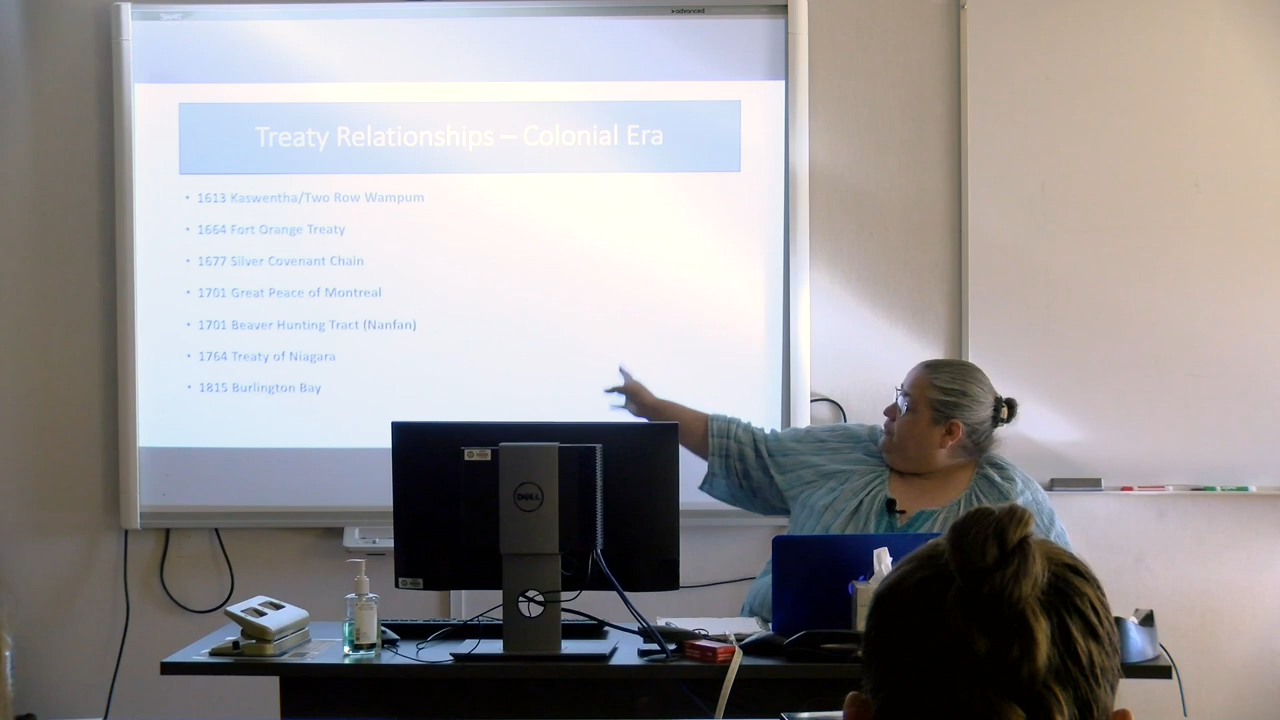 Treaty Relationships – Colonial Era
• 1613 Kaswentha/Two Row Wampum
• 1664 Fort Orange Treaty
• 1677 Silver Covenant Chain
• 1701 Great Peace of Montreal
• 1701 Beaver Hunting Tract (Nanfan)
• 1764 Treaty of Niagara
• 1815 Burlington Bay
DELL